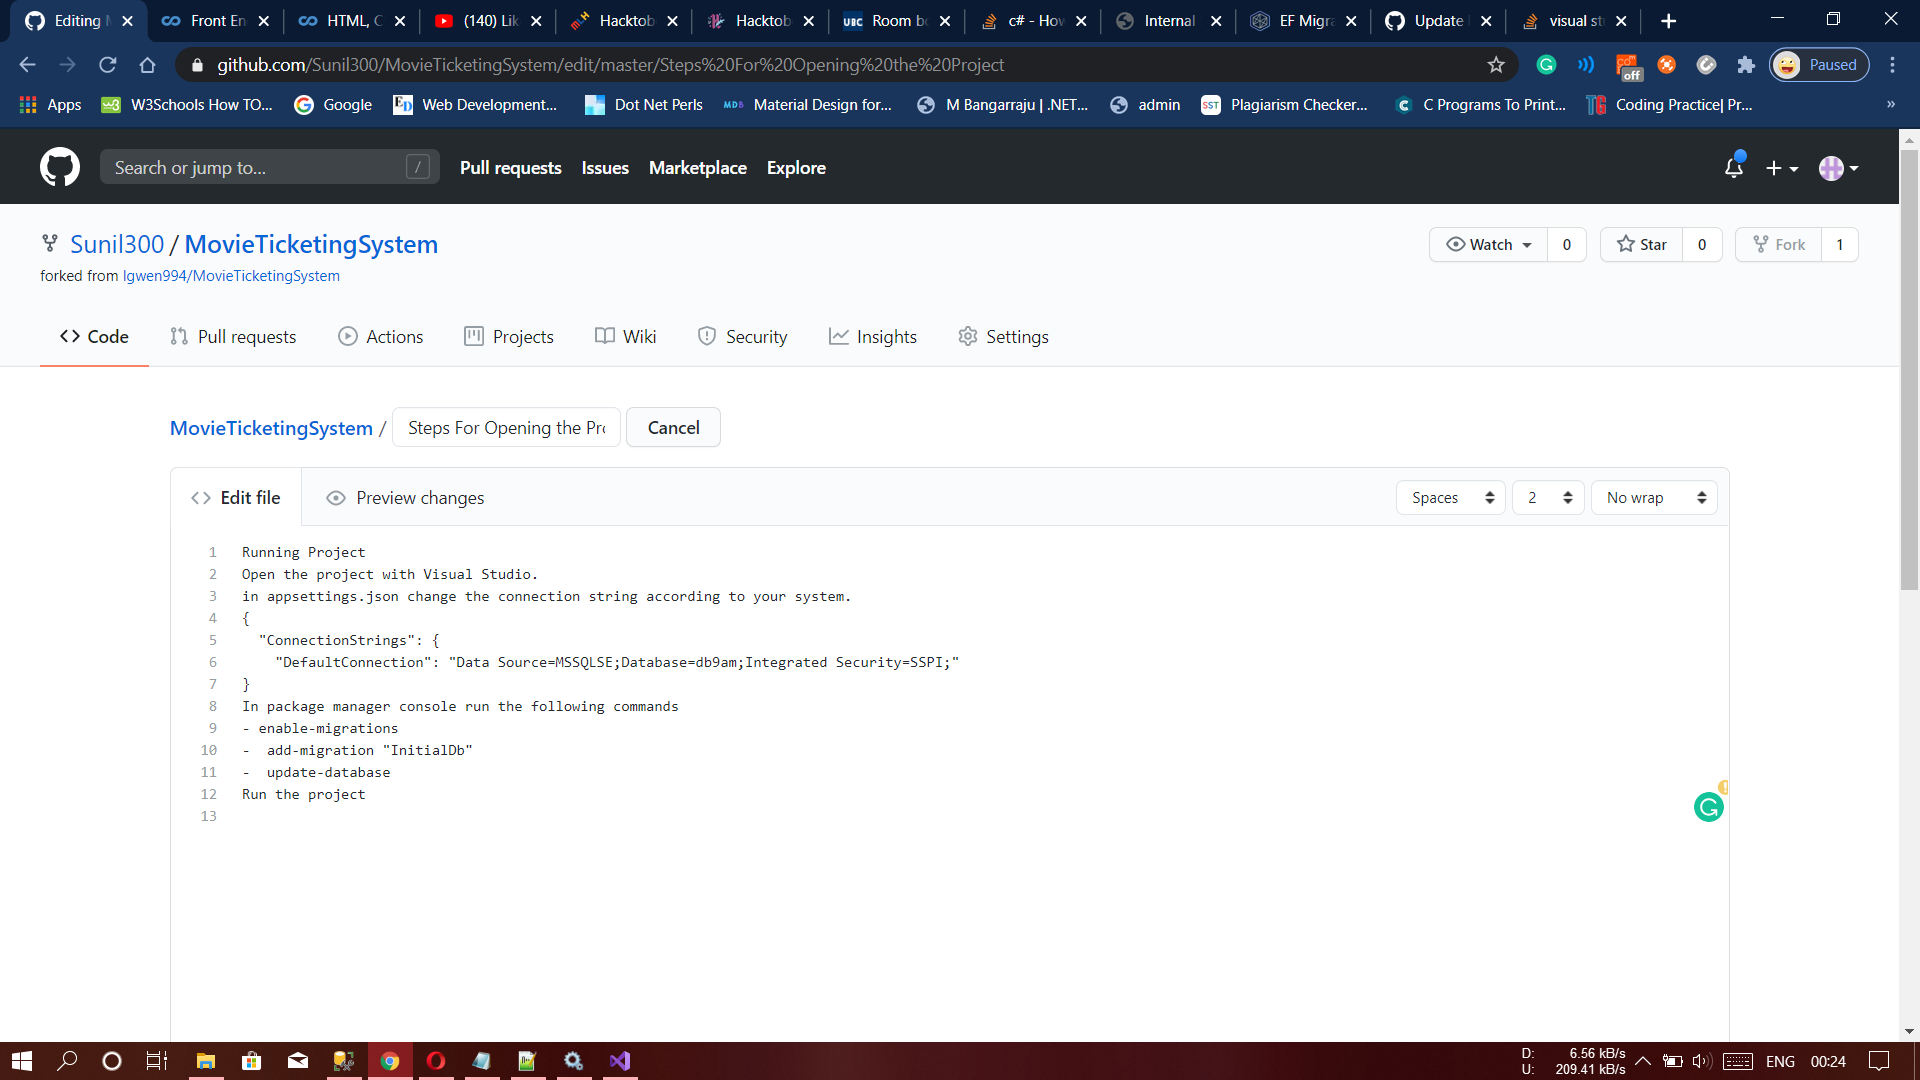 Editing M
Front En
HTML, C
(140) Lik
Hacktob
Hacktob
UBC Room bo
c# - How
Internal
EF Migra
Update
visual st
github.com/Sunil300/MovieTicketingSystem/edit/master/Steps%20For%20Opening%20the%20Project
off
Paused
Apps
W3Schools How TO...
Google
Web Development...
Dot Net Perls
MDB Material Design for...
M Bangarraju | .NET...
admin
SST Plagiarism Checker...
C Programs To Print...
TG Coding Practice| Pr...
»
Search or jump to... /
Pull requests
Issues
Marketplace
Explore
Sunil300 / MovieTicketingSystem
Watch 0
Star 0
Fork 1
forked from lgwen994/MovieTicketingSystem
Code
Pull requests
Actions
Projects
Wiki
Security
Insights
Settings
MovieTicketingSystem / Steps For Opening the Pro Cancel
Edit file
Preview changes
Spaces
2
No wrap
1 Running Project
2 Open the project with Visual Studio.
3 in appsettings.json change the connection string according to your system.
4 {
5 "ConnectionStrings": {
6 "DefaultConnection": "Data Source=MSSQLSE;Database=db9am;Integrated Security=SSPI;"
7 }
8 In package manager console run the following commands
9 - enable-migrations
10 - add-migration "InitialDb"
11 - update-database
12 Run the project
13
D: 6.56 kB/s
U: 209.41 kB/s
ENG
00:24